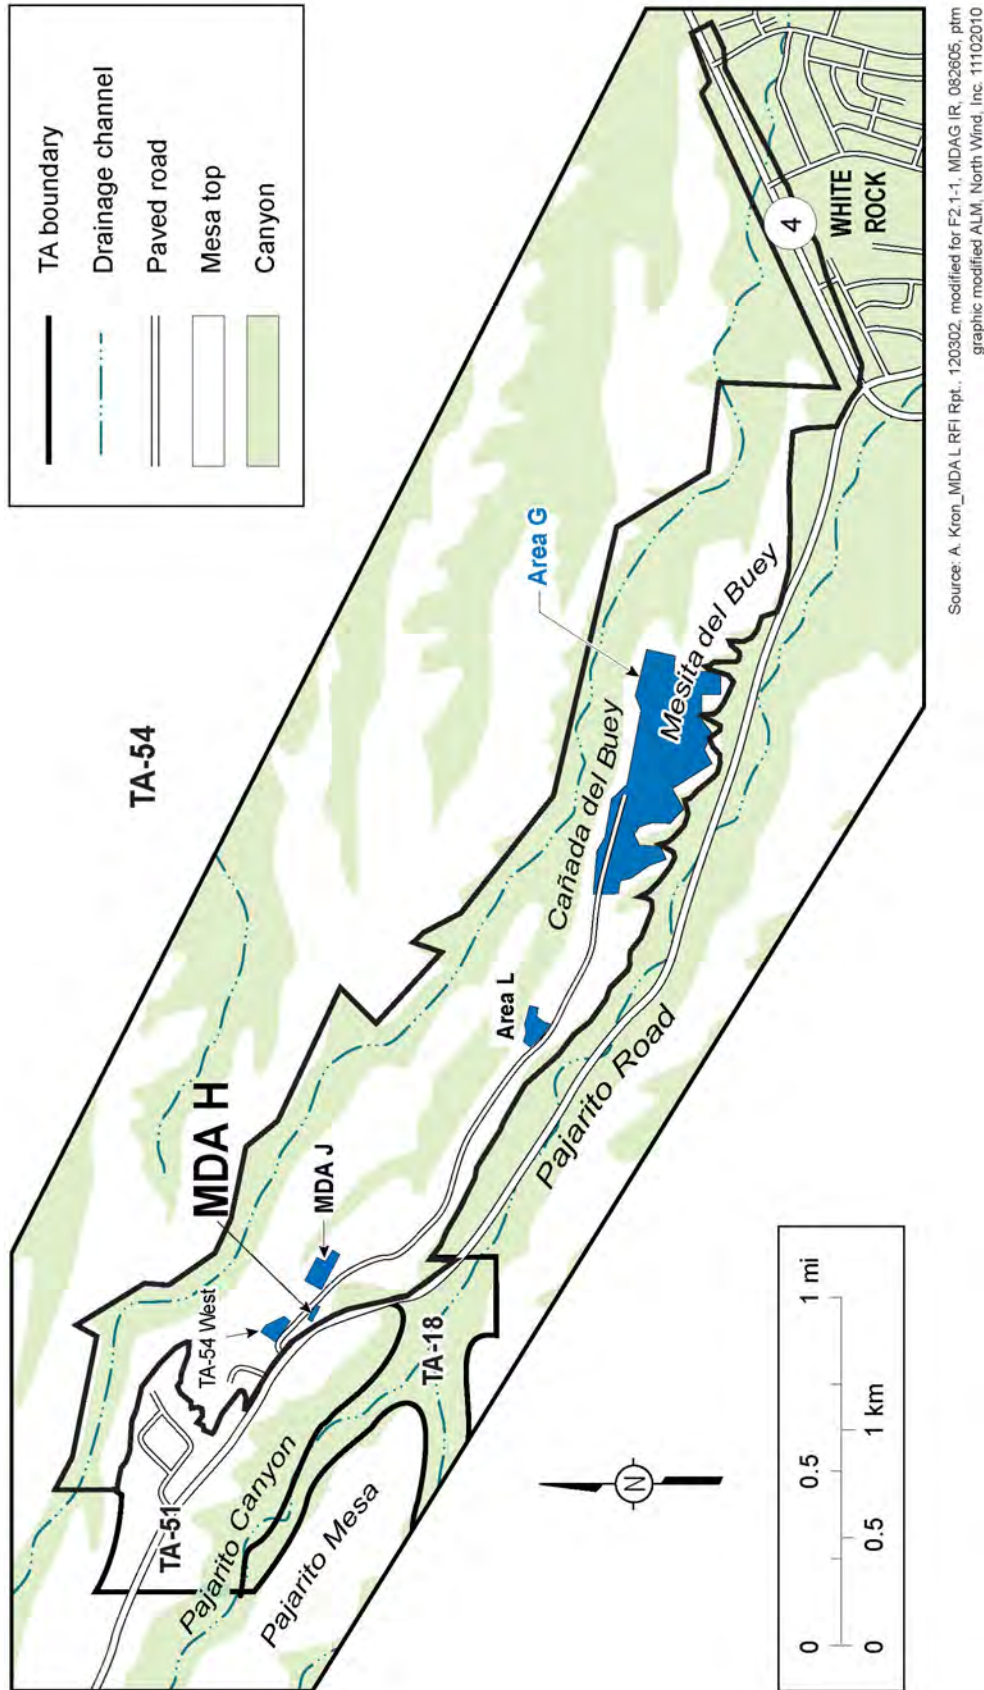 TA boundary
Drainage channel
Paved road
Mesa top
Canyon
TA-54
MDA H
MDA J
TA-54 West
TA-51
Pajarito Canyon
Pajarito Mesa
TA-18
Area L
Pajarito Road
Cañada del Buey
Area G
Mesita del Buey
4
WHITE
ROCK
N
0 0.5 1 mi
0 0.5 1 km
Source: A. Kron_MDA L RFI Rpt., 120302, modified for F2.1-1, MDAG IR, 082605, ptm
graphic modified ALM, North Wind, Inc. 11102010